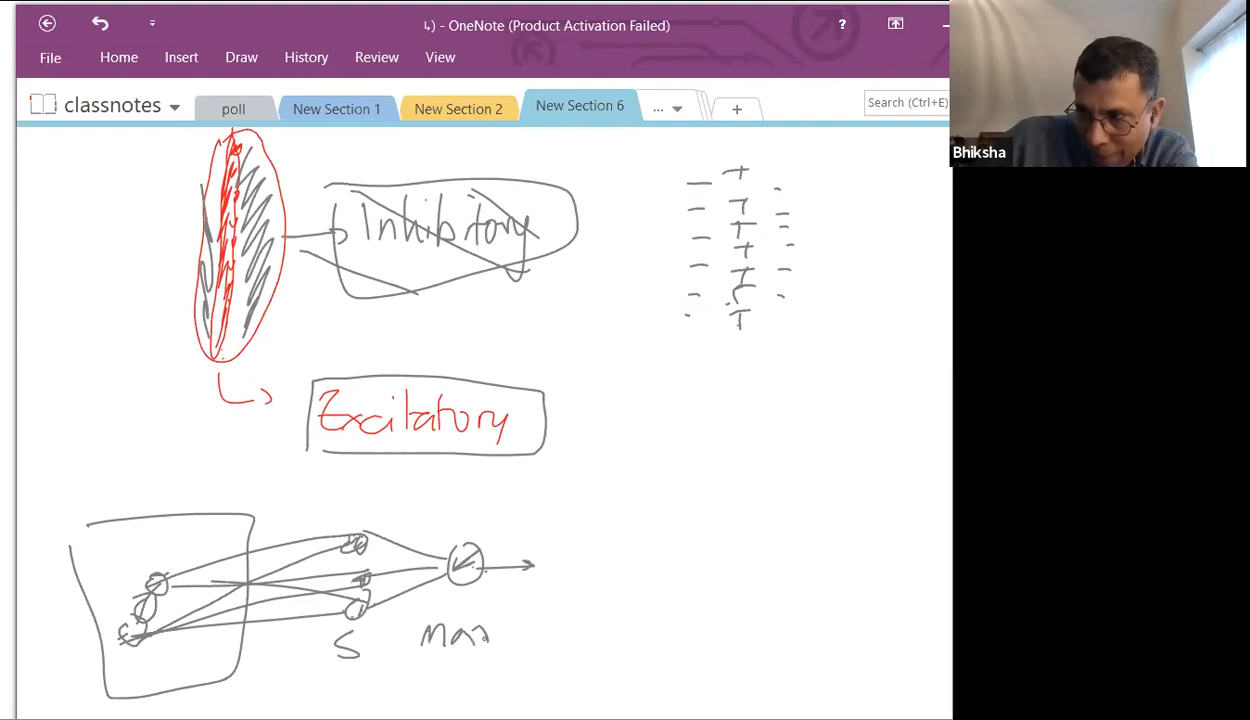 ↳) - OneNote (Product Activation Failed)
?
File Home Insert Draw History Review View
classnotes poll New Section 1 New Section 2 New Section 6 ... + Search (Ctrl+E)
Bhiksha
Inhibitory
— + -
- + =
- + =
- + -
- + -
- -
- +
Excitatory
S Max